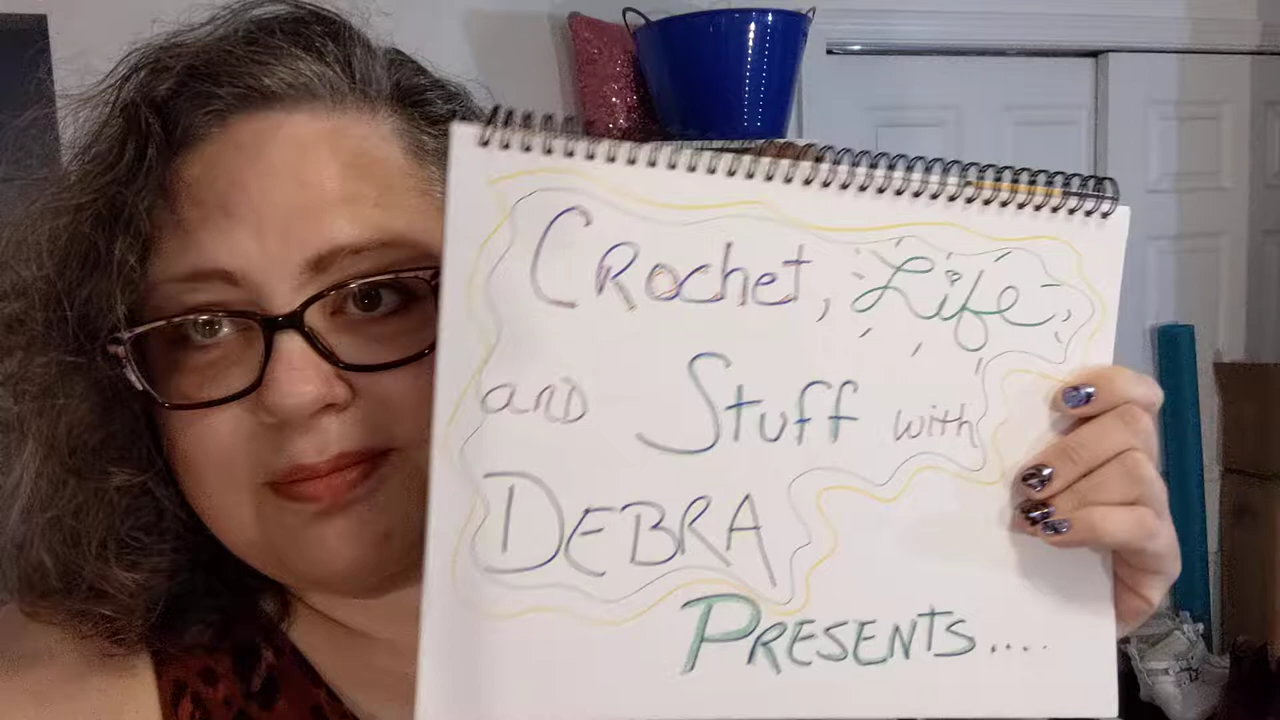 Crochet, Life
and Stuff with
DEBRA
PRESENTS....